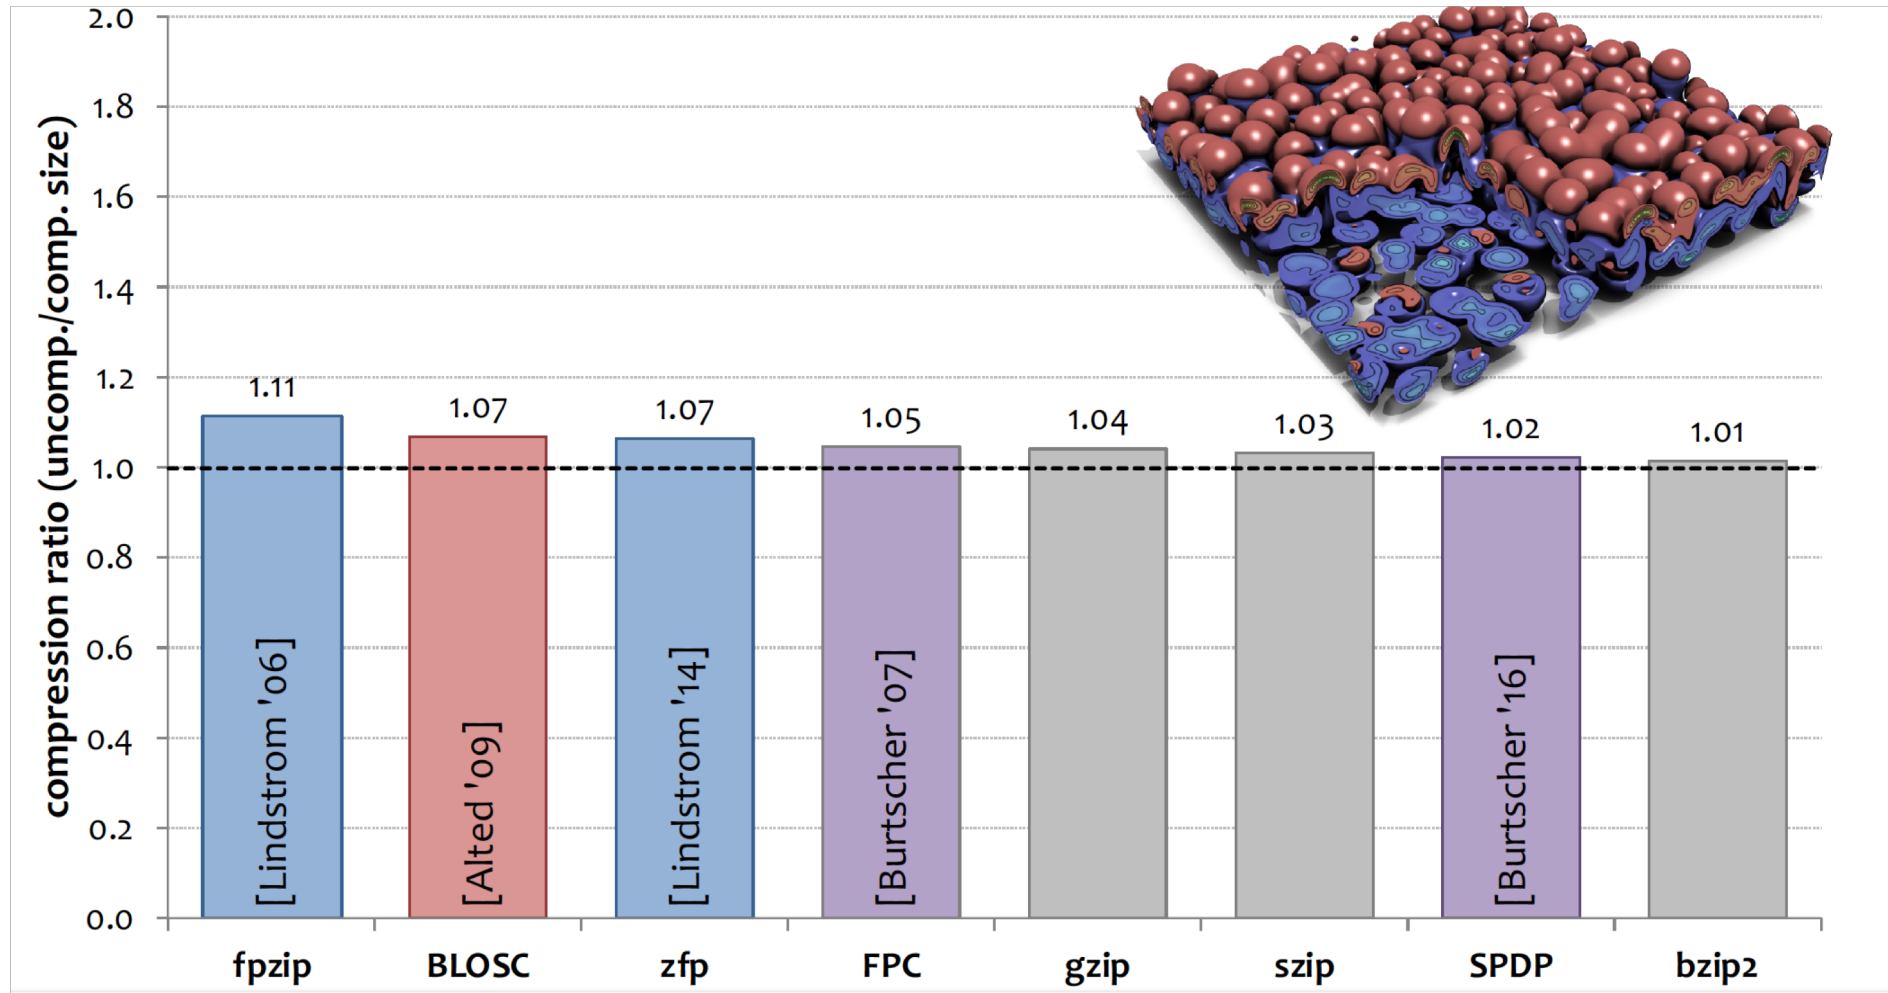 compression ratio (uncomp./comp. size)
2.0
1.8
1.6
1.4
1.2
1.0
0.8
0.6
0.4
0.2
0.0
1.11
1.07
1.07
1.05
1.04
1.03
1.02
1.01
[Lindstrom '06]
[Alted '09]
[Lindstrom '14]
[Burtscher '07]
[Burtscher '16]
fpzip
BLOSC
zfp
FPC
gzip
szip
SPDP
bzip2